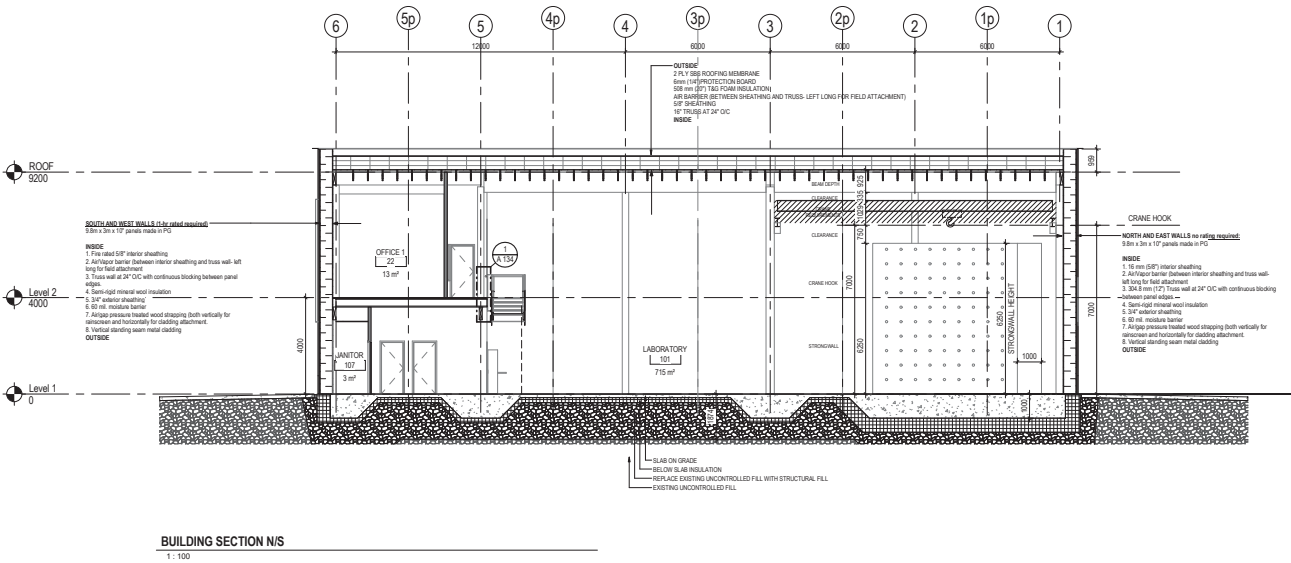 6
5p
5
4p
4
3p
3
2p
2
1p
1
12000
6000
6000
6000
OUTSIDE
2 PLY SBS ROOFING MEMBRANE
6mm (1/4") PROTECTION BOARD
508 mm (20") T&G FOAM INSULATION
AIR BARRIER (BETWEEN SHEATHING AND TRUSS- LEFT LONG FOR FIELD ATTACHMENT)
5/8" SHEATHING
16" TRUSS AT 24" O/C
INSIDE
ROOF
9200
959
SOUTH AND WEST WALLS (1-hr rated required)
9.8m x 3m x 10" panels made in PG
INSIDE
1. Fire rated 5/8" interior sheathing
2. Air/Vapor barrier (between interior sheathing and truss wall- left
long for field attachment
3. Truss wall at 24" O/C with continuous blocking between panel
edges.
4. Semi-rigid mineral wool insulation
5. 3/4" exterior sheathing
6. 60 mil. moisture barrier
7. Air/gap pressure treated wood strapping (both vertically for
rainscreen and horizontally for cladding attachment.
8. Vertical standing seam metal cladding
OUTSIDE
OFFICE 1
22
13 m²
1
A 134
BEAM DEPTH
925
CLEARANCE
335
1029
CLEARANCE
750
CRANE HOOK
7000
STRONGWALL
6250
6250
STRONGWALL HEIGHT
1000
CRANE HOOK
NORTH AND EAST WALLS no rating required:
9.8m x 3m x 10" panels made in PG
INSIDE
1. 16 mm (5/8") interior sheathing
2. Air/Vapor barrier (between interior sheathing and truss wall-
left long for field attachment
3. 304.8 mm (12") Truss wall at 24" O/C with continuous blocking
between panel edges.
4. Semi-rigid mineral wool insulation
5. 3/4" exterior sheathing
6. 60 mil. moisture barrier
7. Air/gap pressure treated wood strapping (both vertically for
rainscreen and horizontally for cladding attachment.
8. Vertical standing seam metal cladding
OUTSIDE
7000
Level 2
4000
4000
JANITOR
107
3 m²
LABORATORY
101
715 m²
Level 1
0
1874
1000
SLAB ON GRADE
BELOW SLAB INSULATION
REPLACE EXISTING UNCONTROLLED FILL WITH STRUCTURAL FILL
EXISTING UNCONTROLLED FILL
BUILDING SECTION N/S
1 : 100